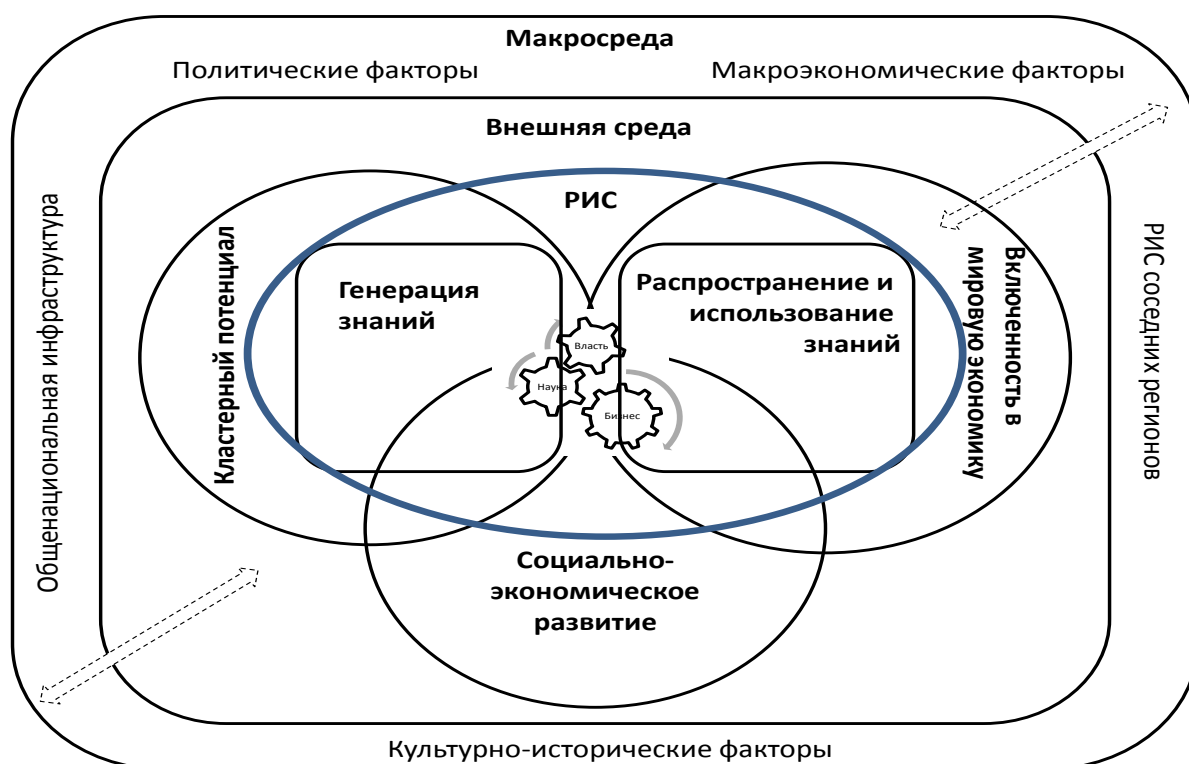 Макросреда
Политические факторы
Макроэкономические факторы
Внешняя среда
РИС
Общенациональная инфраструктура
Кластерный потенциал
Генерация
знаний
Распространение и
использование
знаний
Включенность в
мировую экономику
РИС соседних регионов
Власть
Наука
Бизнес
Социально-
экономическое
развитие
Культурно-исторические факторы